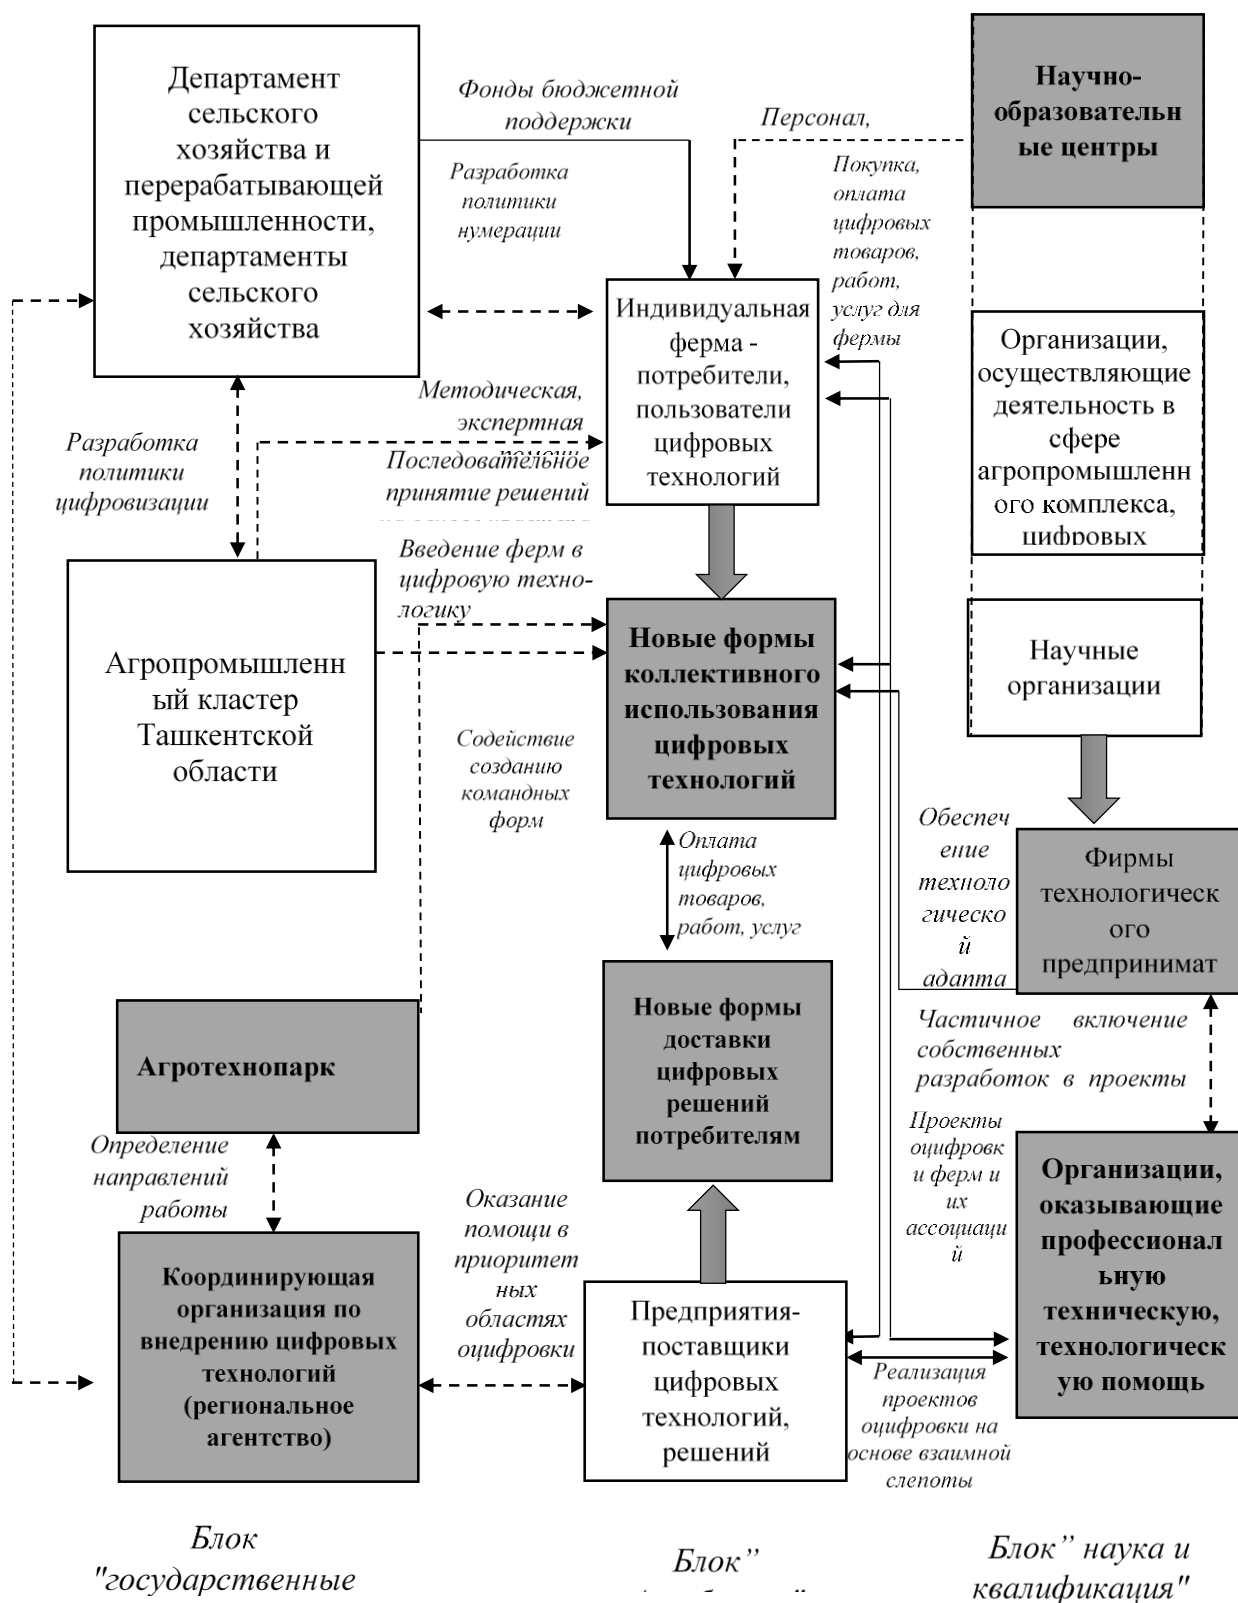 Департамент
сельского
хозяйства и
перерабатывающей
промышленности,
департаменты
сельского
хозяйства
Фонды бюджетной
поддержки
Разработка
политики
нумерации
Персонал,
Покупка,
оплата
цифровых
товаров,
работ,
услуг для
фермы
Научно-
образовательн
ые центры
Индивидуальная
ферма -
потребители,
пользователи
цифровых
технологий
Организации,
осуществляющие
деятельность в
сфере
агропромышленн
ого комплекса,
цифровых
Разработка
политики
цифровизации
Методическая,
экспертная
Последовательное
принятие решений
Введение ферм в
цифровую техно-
логику
Агропромышленн
ый кластер
Ташкентской
области
Новые формы
коллективного
использования
цифровых
технологий
Научные
организации
Содействие
созданию
командных
форм
Оплата
цифровых
товаров,
работ, услуг
Обеспеч
ение
техноло
гическо
й
адапта
Фирмы
технологическ
ого
предпринимат
Агротехнопарк
Новые формы
доставки
цифровых
решений
потребителям
Частичное включение
собственных
разработок в проекты
Проекты
оцифровк
и ферм и
их
ассоциаци
й
Организации,
оказывающие
профессионал
ьную
техническую,
технологическ
ую помощь
Определение
направлений
работы
Оказание
помощи в
приоритет
ных
областях
оцифровки
Координирующая
организация по
внедрению цифровых
технологий
(региональное
агентство)
Предприятия-
поставщики
цифровых
технологий,
решений
Реализация
проектов
оцифровки на
основе взаимной
слепоты
Блок
"государственные
Блок”
Блок” наука и
квалификация"